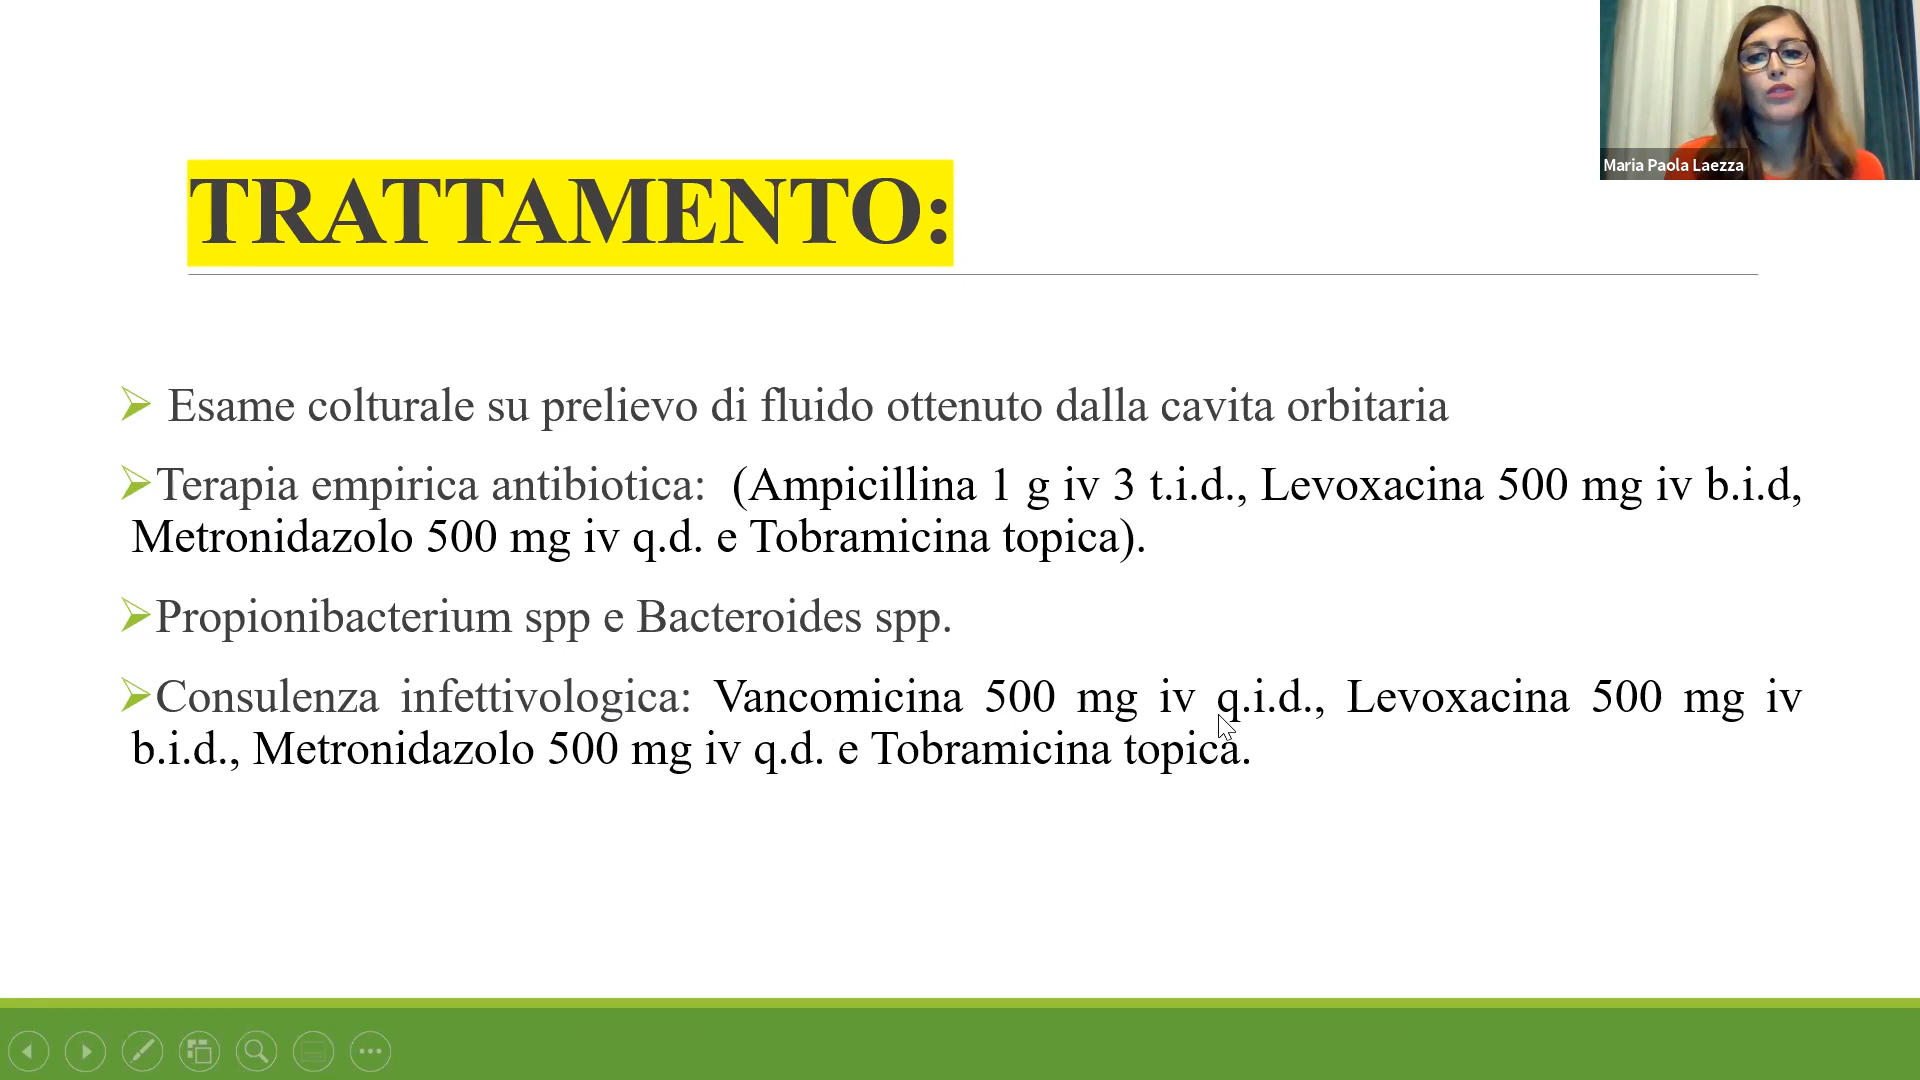 Maria Paola Laezza
TRATTAMENTO:
Esame colturale su prelievo di fluido ottenuto dalla cavita orbitaria
Terapia empirica antibiotica: (Ampicillina 1 g iv 3 t.i.d., Levoxacina 500 mg iv b.i.d,
Metronidazolo 500 mg iv q.d. e Tobramicina topica).
Propionibacterium spp e Bacteroides spp.
Consulenza infettivologica: Vancomicina 500 mg iv q.i.d., Levoxacina 500 mg iv
b.i.d., Metronidazolo 500 mg iv q.d. e Tobramicina topica.